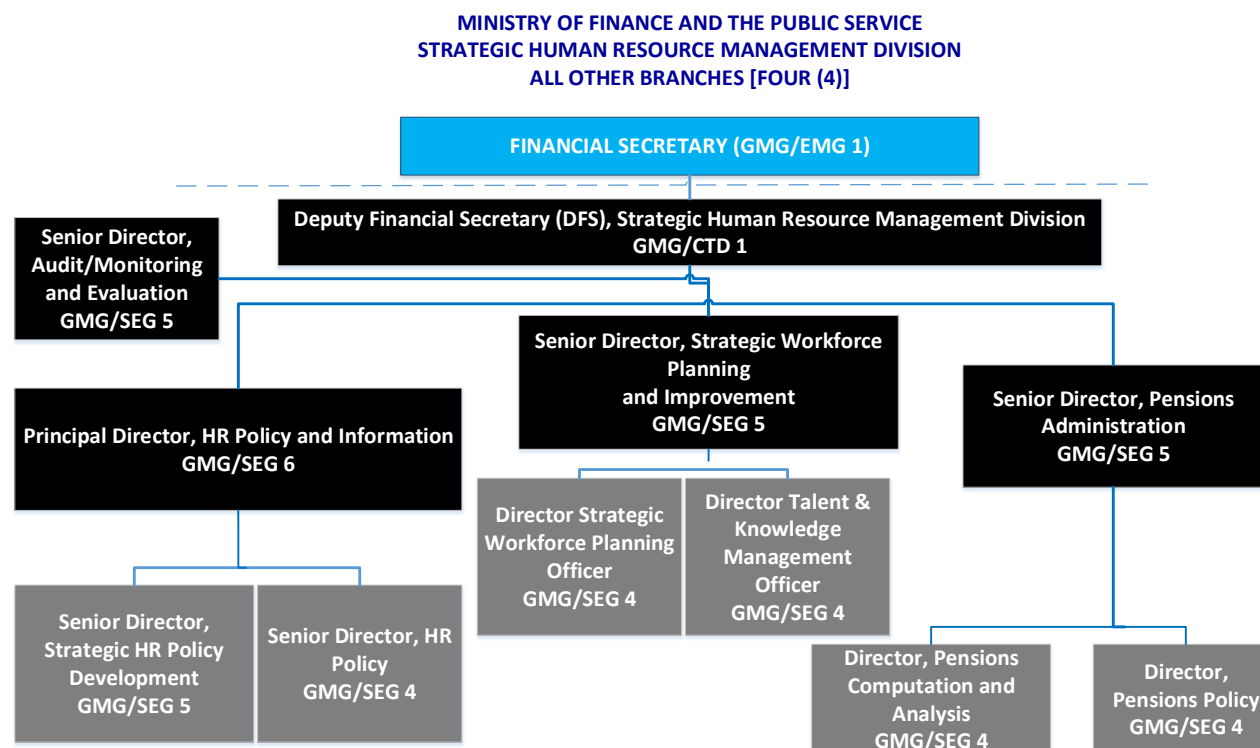 MINISTRY OF FINANCE AND THE PUBLIC SERVICE
STRATEGIC HUMAN RESOURCE MANAGEMENT DIVISION
ALL OTHER BRANCHES [FOUR (4)]
FINANCIAL SECRETARY (GMG/EMG 1)
Deputy Financial Secretary (DFS), Strategic Human Resource Management Division
GMG/CTD 1
Senior Director,
Audit/Monitoring
and Evaluation
GMG/SEG 5
Principal Director, HR Policy and Information
GMG/SEG 6
Senior Director, Strategic Workforce
Planning
and Improvement
GMG/SEG 5
Senior Director, Pensions
Administration
GMG/SEG 5
Senior Director,
Strategic HR Policy
Development
GMG/SEG 5
Senior Director, HR
Policy
GMG/SEG 4
Director Strategic
Workforce Planning
Officer
GMG/SEG 4
Director Talent &
Knowledge
Management
Officer
GMG/SEG 4
Director, Pensions
Computation and
Analysis
GMG/SEG 4
Director,
Pensions Policy
GMG/SEG 4